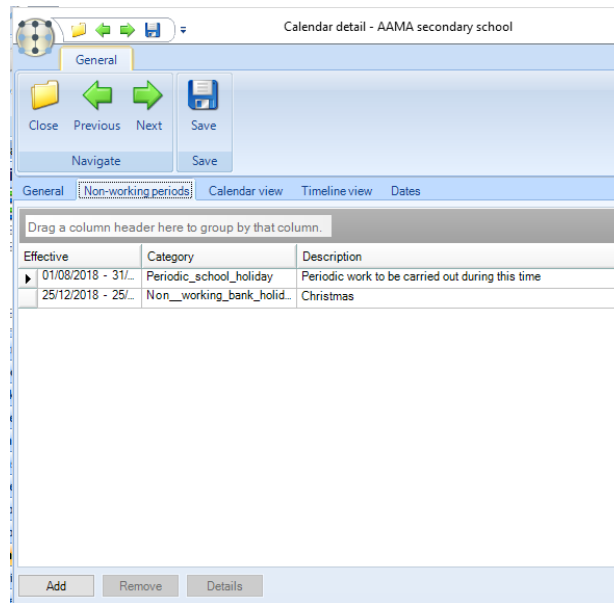 Calendar detail - AAMA secondary school
General
Close Previous Next Save
Navigate Save
General Non-working periods Calendar view Timeline view Dates
Drag a column header here to group by that column.
Effective Category Description
01/08/2018 - 31/... Periodic_school_holiday Periodic work to be carried out during this time
25/12/2018 - 25/... Non__working_bank_holid... Christmas
Add Remove Details